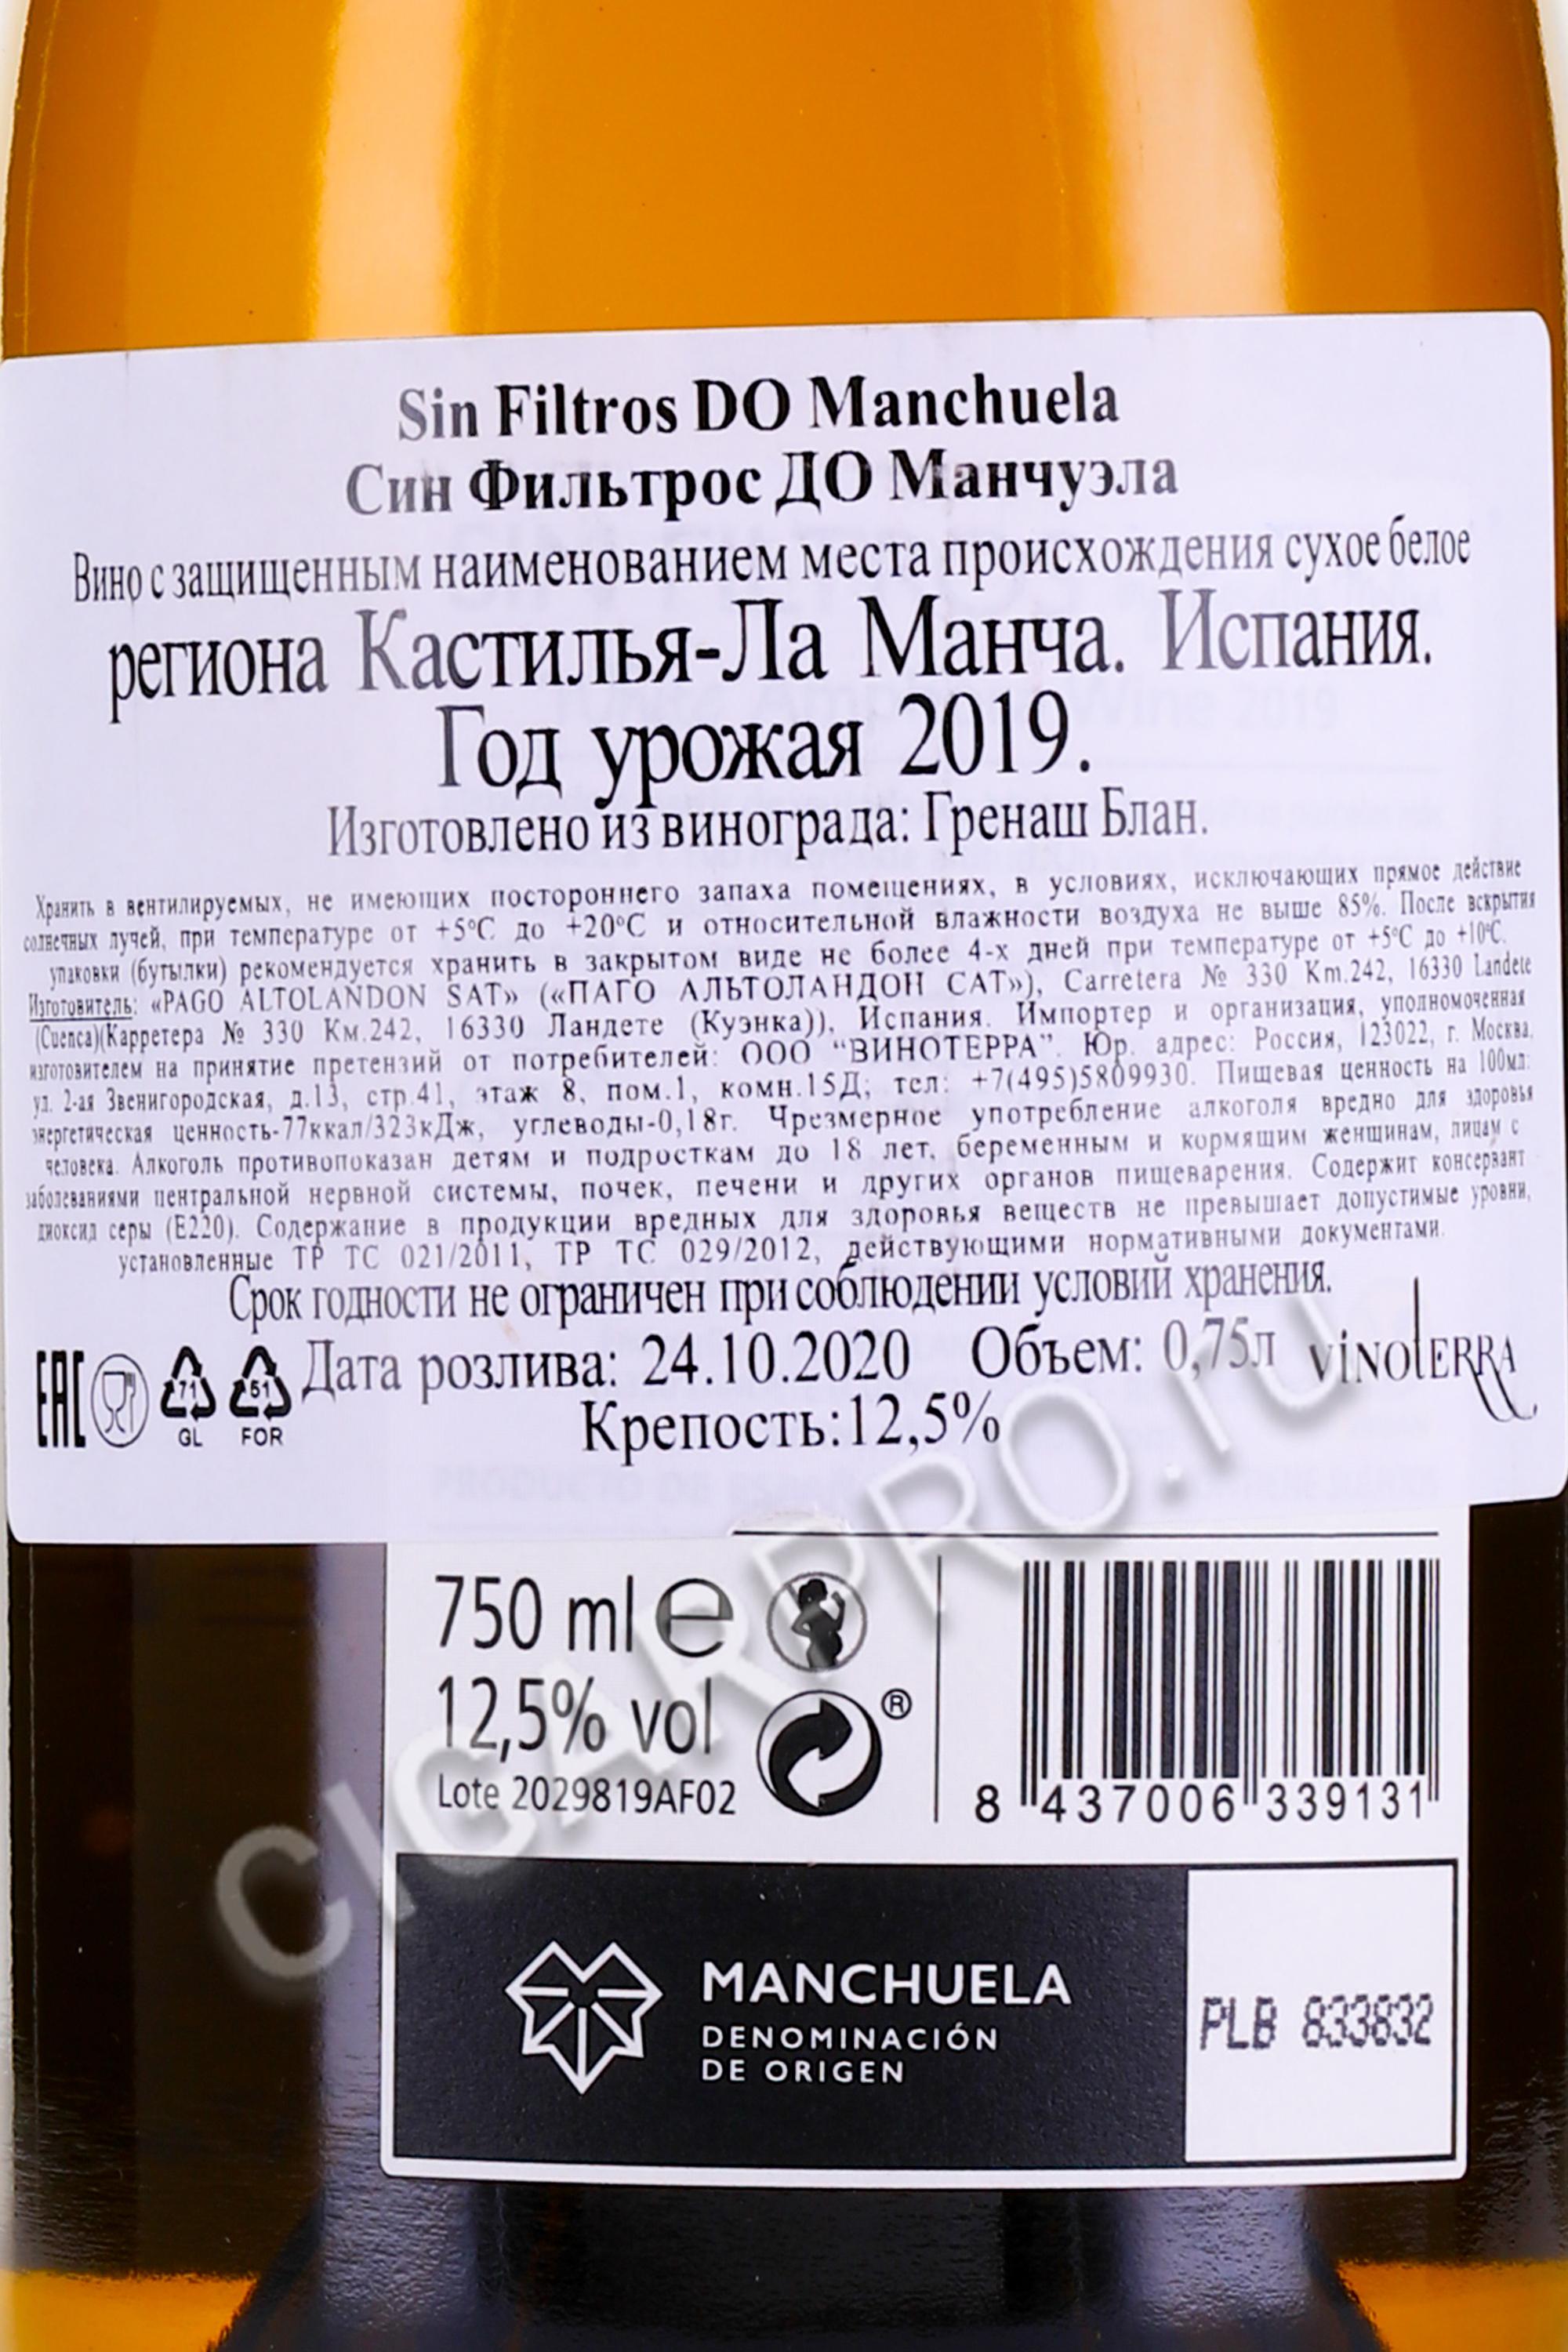 Sin Filtros DO Manchuela
Син Фильтрос ДО Манчуэла
Вино с защищенным наименованием места происхождения сухое белое
региона Кастилья-Ла Манча. Испания.
Год урожая 2019.
Изготовлено из винограда: Гренаш Блан.
Хранить в вентилируемых, не имеющих постороннего запаха помещениях, в условиях, исключающих прямое действие
солнечных лучей, при температуре от +5°С до +20°С и относительной влажности воздуха не выше 85%. После вскрытия
упаковки (бутылки) рекомендуется хранить в закрытом виде не более 4-х дней при температуре от +5°С до +10°С.
Изготовитель: «PAGO ALTOLANDON SAT» («ПАГО АЛЬТОЛАНДОН САТ»), Carretera № 330 Km.242, 16330 Landete
(Cuenca)(Карретера № 330 Км.242, 16330 Ландете (Куэнка)), Испания. Импортер и организация, уполномоченная
изготовителем на принятие претензий от потребителей: ООО “ВИНОТЕРРА”. Юр. адрес: Россия, 123022, г. Москва,
ул. 2-ая Звенигородская, д.13, стр.41, этаж 8, пом.1, комн.15Д; тел: +7(495)5809930. Пищевая ценность на 100мл:
энергетическая ценность-77ккал/323кДж, углеводы-0,18г. Чрезмерное употребление алкоголя вредно для здоровья
человека. Алкоголь противопоказан детям и подросткам до 18 лет, беременным и кормящим женщинам, лицам с
заболеваниями центральной нервной системы, почек, печени и других органов пищеварения. Содержит консервант
диоксид серы (Е220). Содержание в продукции вредных для здоровья веществ не превышает допустимые уровни,
установленные ТР ТС 021/2011, ТР ТС 029/2012, действующими нормативными документами.
Срок годности не ограничен при соблюдении условий хранения.
EAC 71 GL 51 FOR Дата розлива: 24.10.2020 Объем: 0,75л vinoterra
Крепость:12,5%
750 ml e
12,5% vol ®
Lote 2029819AF02
8 437006 339131
MANCHUELA
DENOMINACIÓN
DE ORIGEN
PLB 833832
CIGARPRO.ru